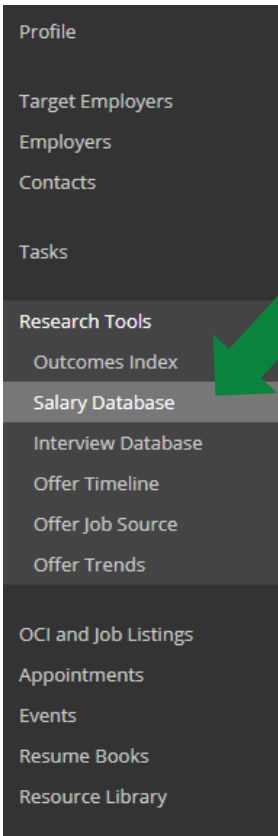 Profile
Target Employers
Employers
Contacts
Tasks
Research Tools
Outcomes Index
Salary Database
Interview Database
Offer Timeline
Offer Job Source
Offer Trends
OCI and Job Listings
Appointments
Events
Resume Books
Resource Library